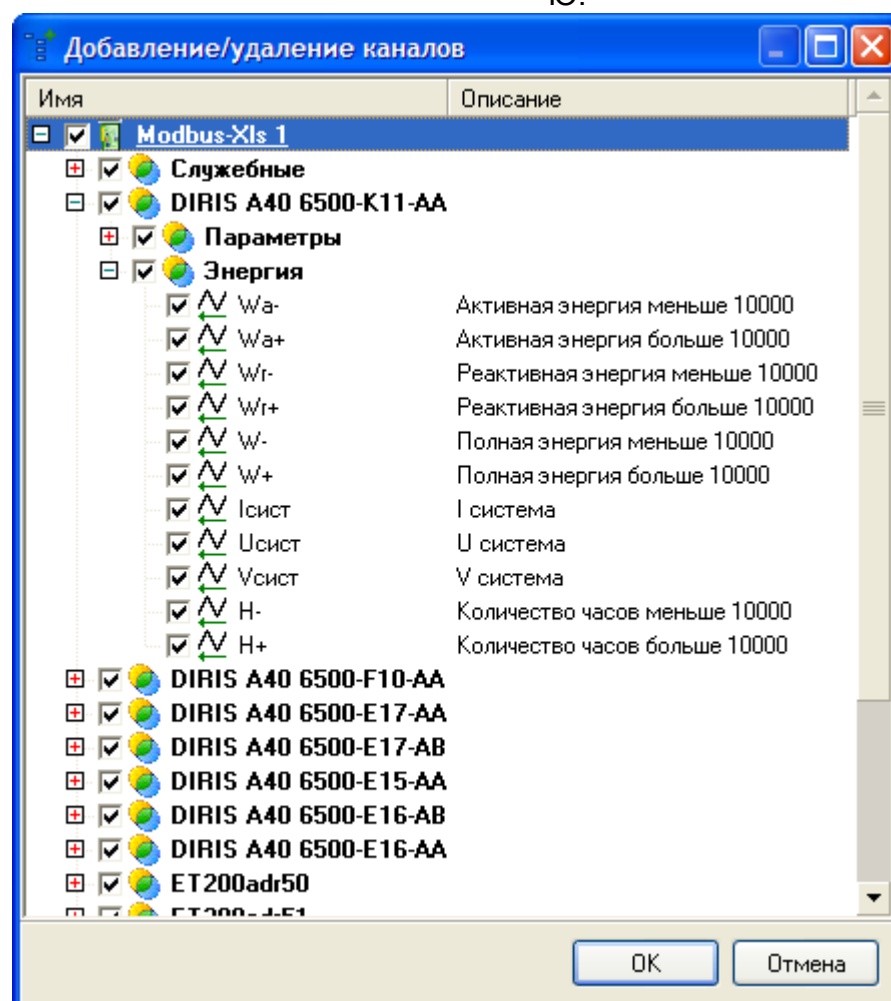 Добавление/удаление каналов
Имя Описание
Modbus-Xls 1
Служебные
DIRIS A40 6500-K11-AA
Параметры
Энергия
Wa- Активная энергия меньше 10000
Wa+ Активная энергия больше 10000
Wr- Реактивная энергия меньше 10000
Wr+ Реактивная энергия больше 10000
W- Полная энергия меньше 10000
W+ Полная энергия больше 10000
Iсист I система
Uсист U система
Vсист V система
H- Количество часов меньше 10000
H+ Количество часов больше 10000
DIRIS A40 6500-F10-AA
DIRIS A40 6500-E17-AA
DIRIS A40 6500-E17-AB
DIRIS A40 6500-E15-AA
DIRIS A40 6500-E16-AB
DIRIS A40 6500-E16-AA
ET200adr50
OK Отмена